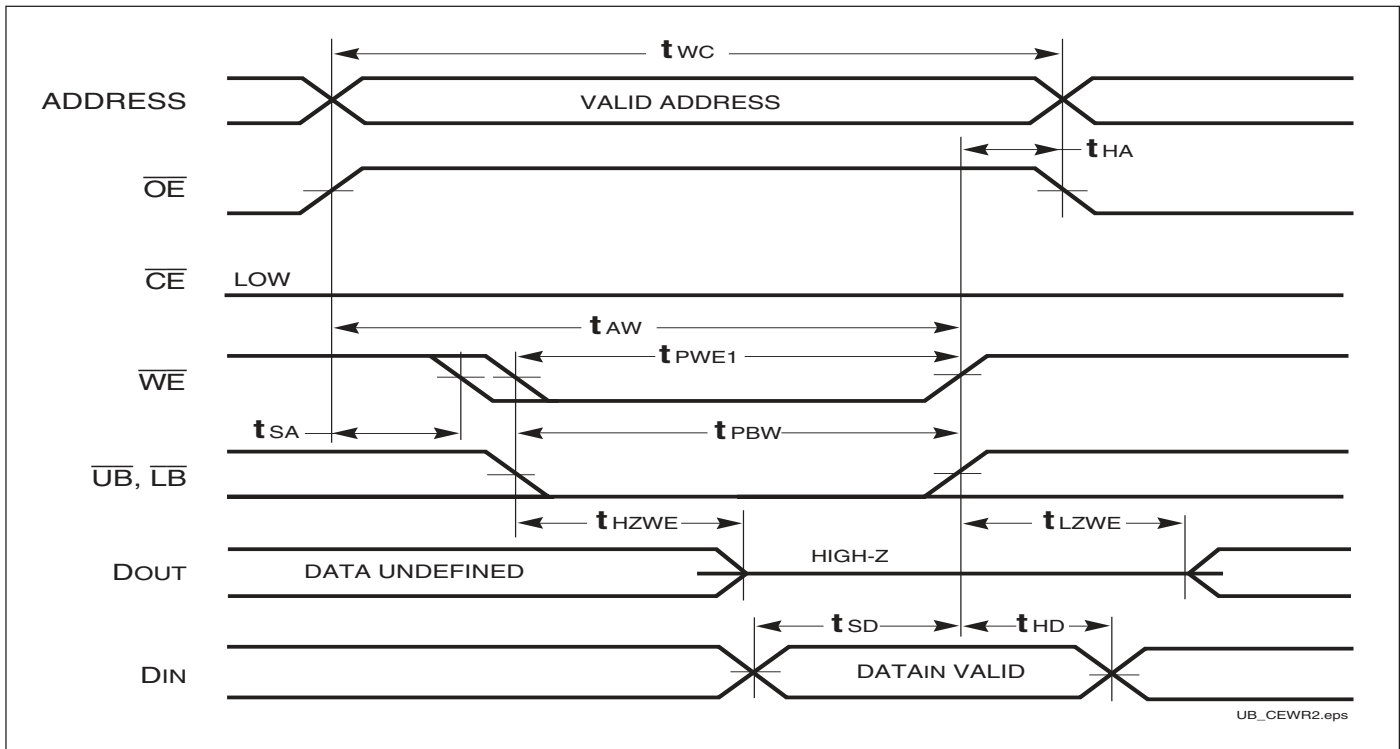 tWC
ADDRESS VALID ADDRESS
tHA
OE
CE LOW
tAW
tPWE1
WE
tSA tPBW
UB, LB
tHZWE tLZWE
DOUT DATA UNDEFINED HIGH-Z
tSD tHD
DIN DATAIN VALID
UB_CEWR2.eps